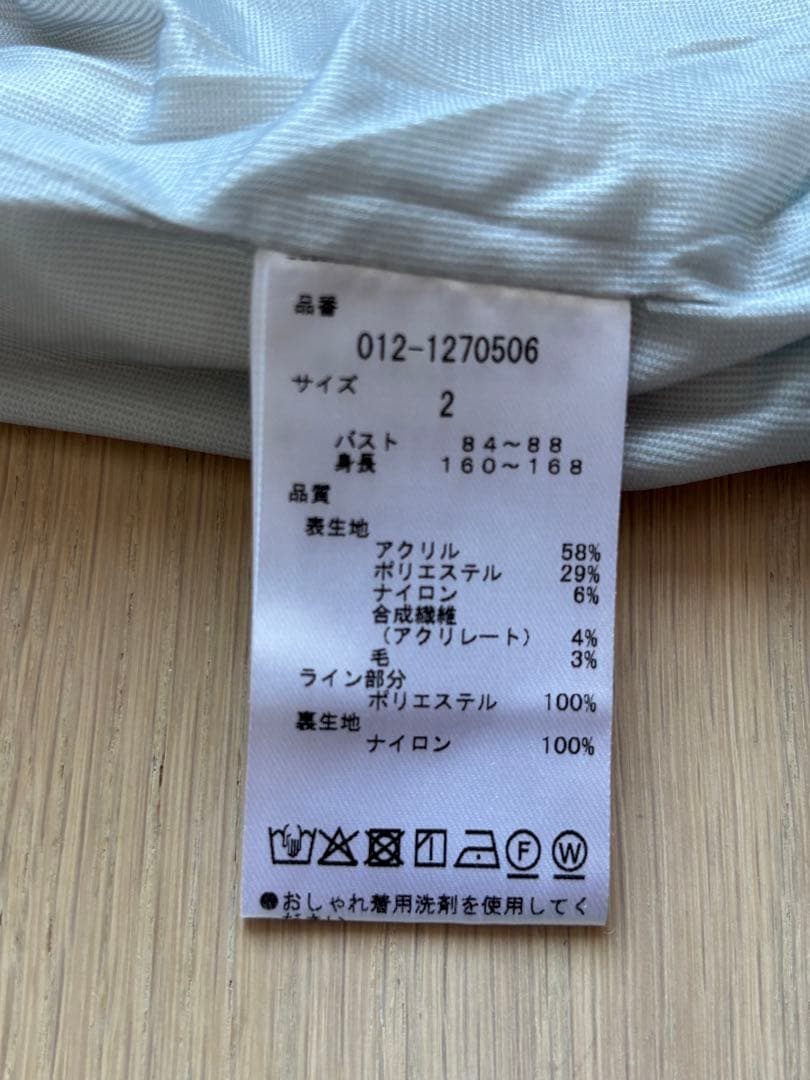 品番
012-1270506
サイズ
2
バスト 84～88
身長 160～168
品質
表生地
アクリル 58%
ポリエステル 29%
ナイロン 6%
合成繊維
(アクリレート) 4%
毛 3%
ライン部分
ポリエステル 100%
裏生地
ナイロン 100%
F W
●おしゃれ着用洗剤を使用してく
ださい